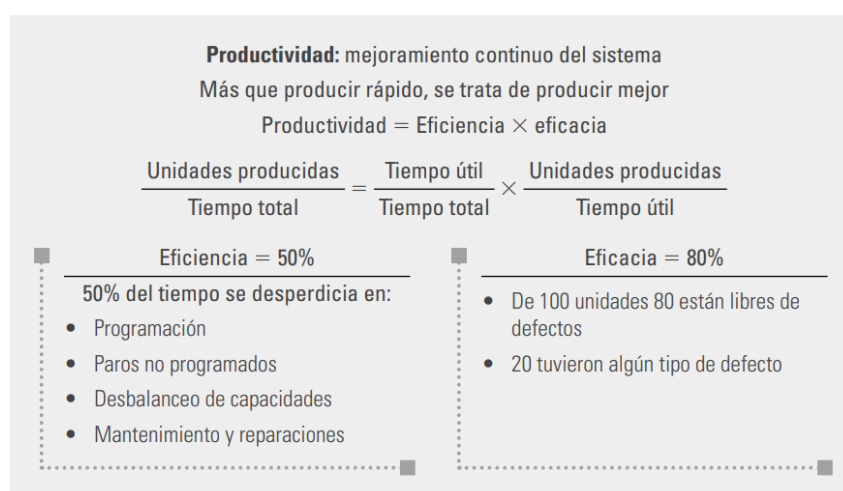 Productividad: mejoramiento continuo del sistema
Más que producir rápido, se trata de producir mejor
Productividad = Eficiencia × eficacia
Unidades producidas / Tiempo total = Tiempo útil / Tiempo total × Unidades producidas / Tiempo útil
Eficiencia = 50%
50% del tiempo se desperdicia en:
• Programación
• Paros no programados
• Desbalanceo de capacidades
• Mantenimiento y reparaciones
Eficacia = 80%
• De 100 unidades 80 están libres de
defectos
• 20 tuvieron algún tipo de defecto